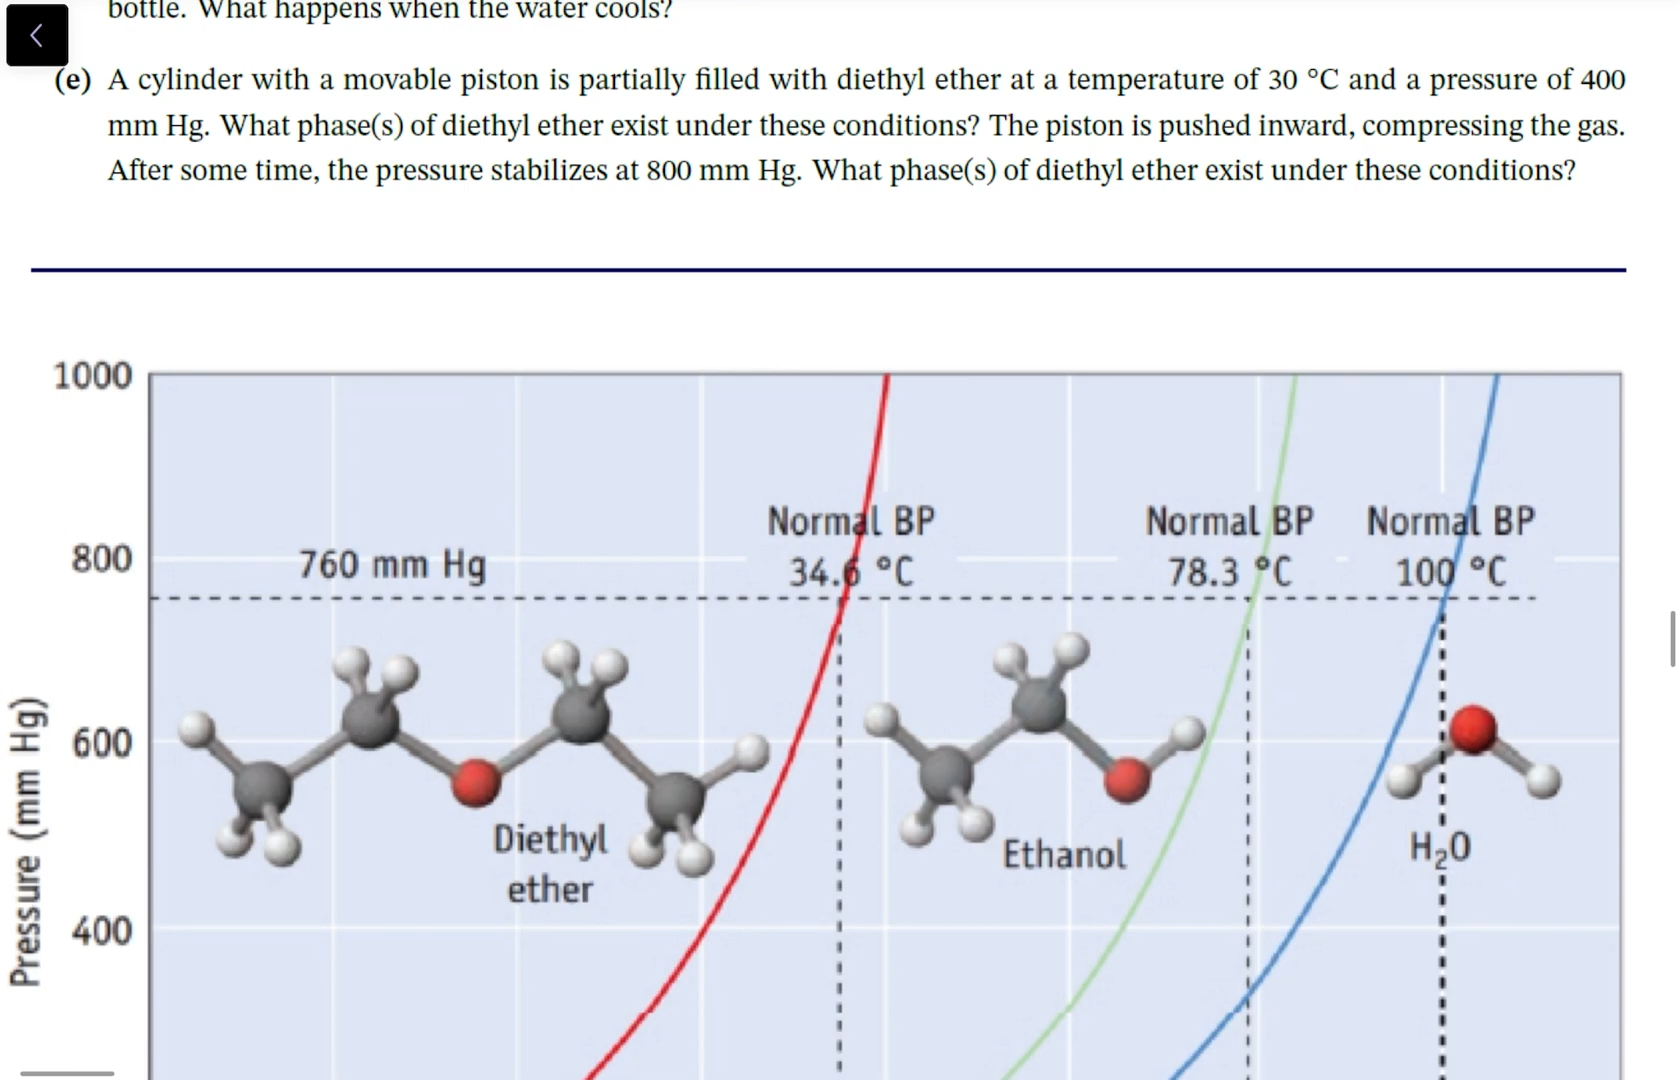 bottle. What happens when the water cools?
(e) A cylinder with a movable piston is partially filled with diethyl ether at a temperature of 30 °C and a pressure of 400
mm Hg. What phase(s) of diethyl ether exist under these conditions? The piston is pushed inward, compressing the gas.
After some time, the pressure stabilizes at 800 mm Hg. What phase(s) of diethyl ether exist under these conditions?
1000
800
600
400
Pressure (mm Hg)
760 mm Hg
Normal BP
34.6 °C
Normal BP
78.3 °C
Normal BP
100 °C
Diethyl
ether
Ethanol
H₂O